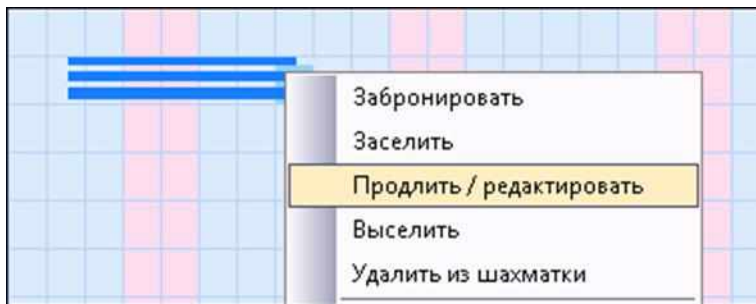 Забронировать
Заселить
Продлить / редактировать
Выселить
Удалить из шахматки